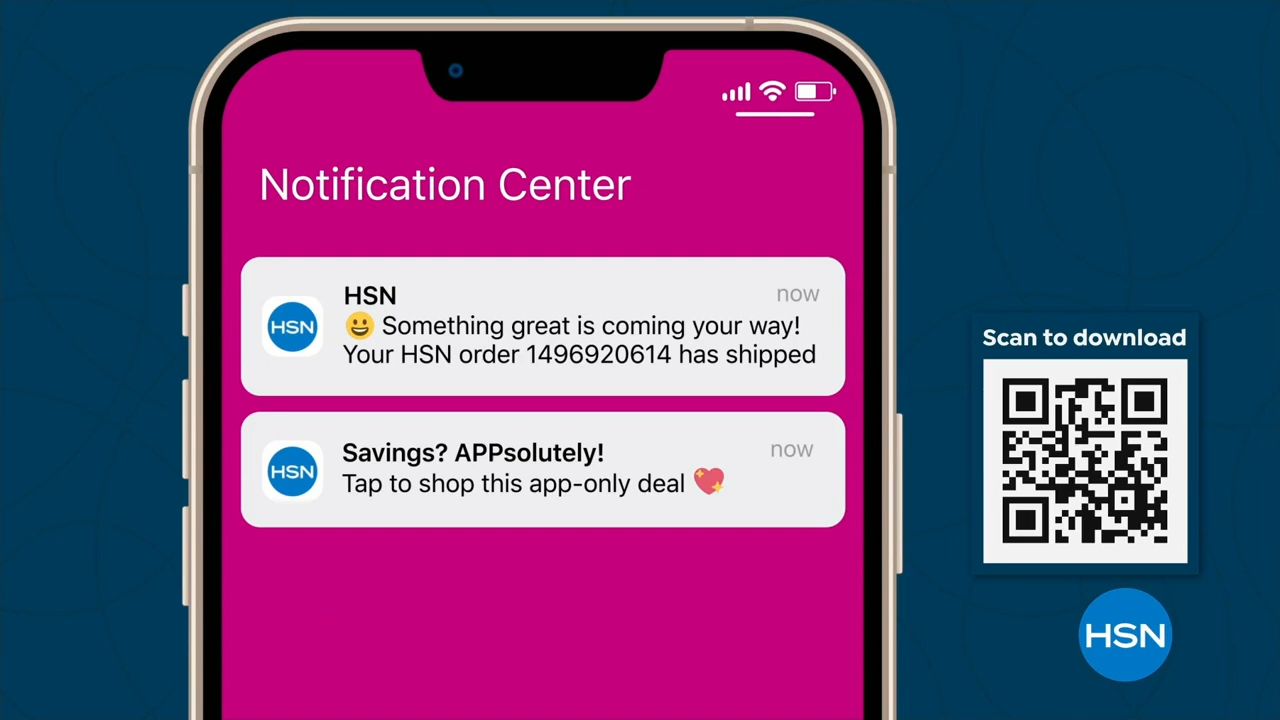 Notification Center
HSN
now
HSN
😀 Something great is coming your way!
Your HSN order 1496920614 has shipped
HSN
Savings? APPsolutely!
now
Tap to shop this app-only deal 💖
Scan to download
HSN